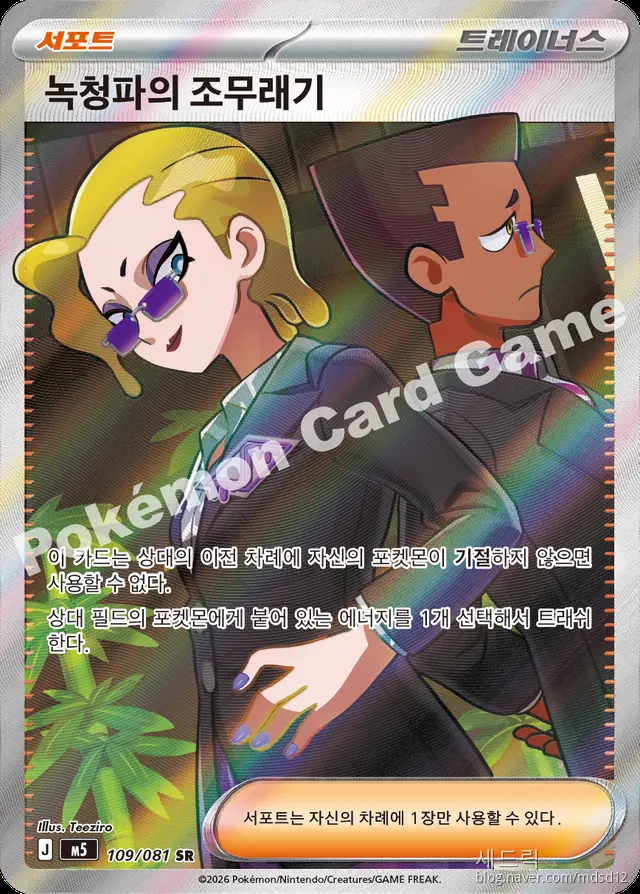 서포트
트레이너스
녹청파의 조무래기
Pokémon Card Game
이 카드는 상대의 이전 차례에 자신의 포켓몬이 기절하지 않으면
사용할 수 없다.
상대 필드의 포켓몬에게 붙어 있는 에너지를 1개 선택해서 트래쉬
한다.
서포트는 자신의 차례에 1장만 사용할 수 있다.
Illus. Teeziro
J M5 109/081 SR
©2026 Pokémon/Nintendo/Creatures/GAME FREAK.
세드릭
blog.naver.com/mdsd12